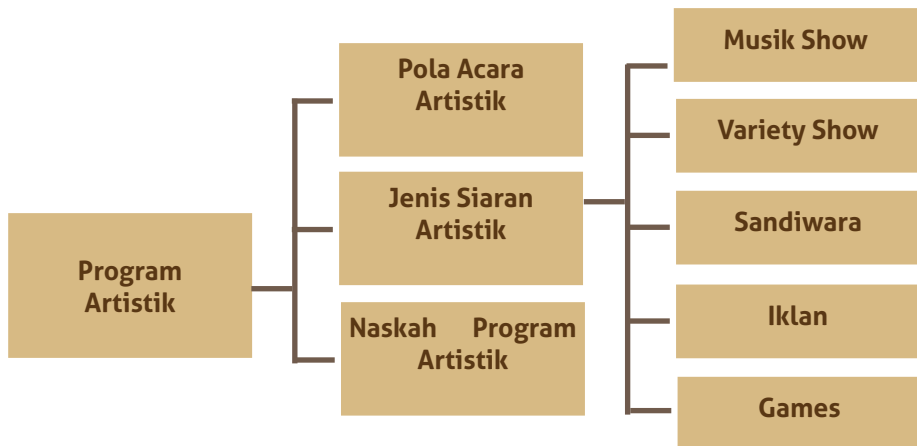 Program
Artistik
Pola Acara
Artistik
Jenis Siaran
Artistik
Naskah Program
Artistik
Musik Show
Variety Show
Sandiwara
Iklan
Games